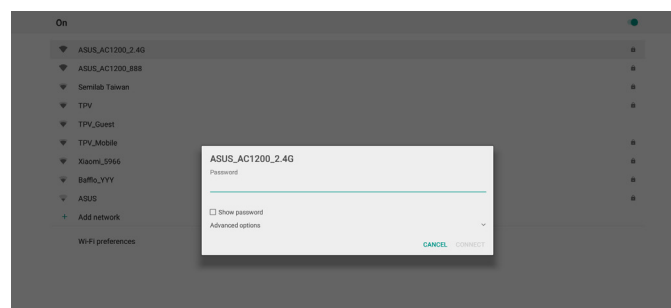 On
ASUS_AC1200_2.4G
ASUS_AC1200_888
Semilab Taiwan
TPV
TPV_Guest
TPV_Mobile
Xiaomi_5966
Baffio_YYY
ASUS
+ Add network
Wi-Fi preferences
ASUS_AC1200_2.4G
Password
Show password
Advanced options
CANCEL CONNECT